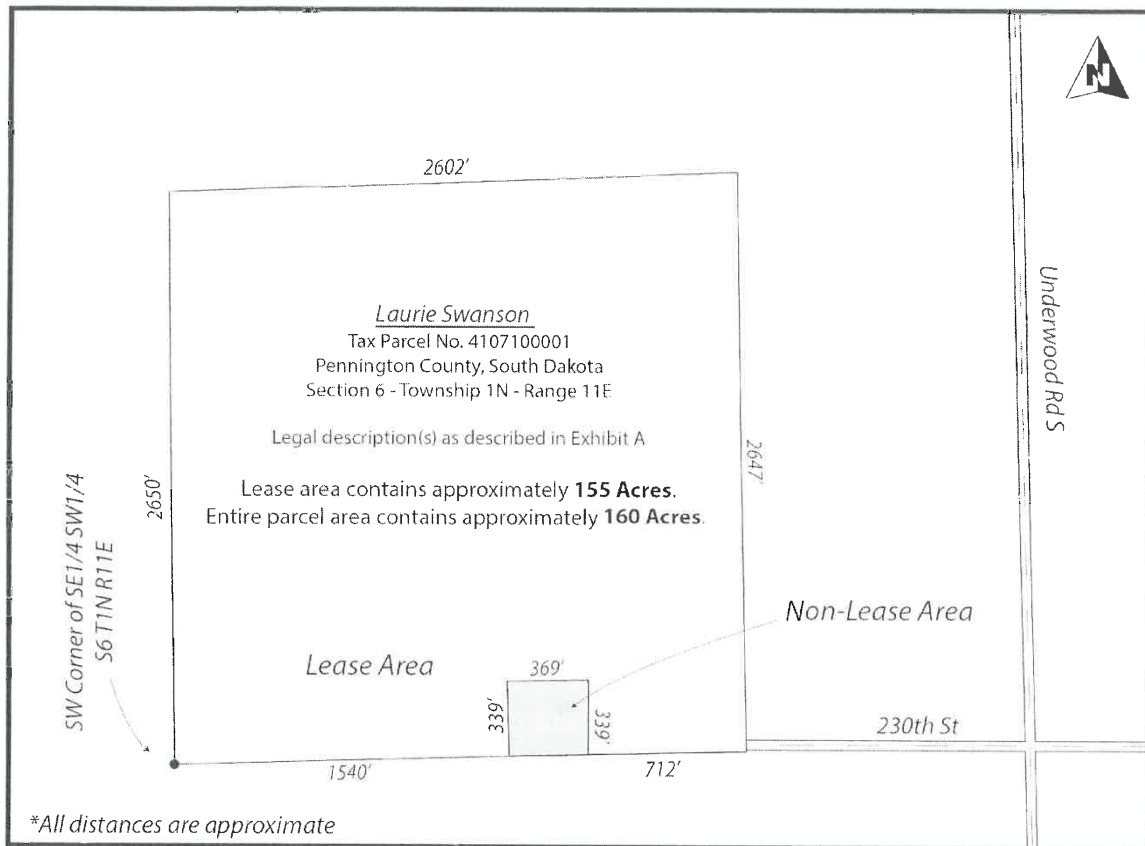 N
2602'
Underwood Rd S
Laurie Swanson
Tax Parcel No. 4107100001
Pennington County, South Dakota
Section 6 - Township 1N - Range 11E
Legal description(s) as described in Exhibit A
2650'
2647'
Lease area contains approximately 155 Acres.
Entire parcel area contains approximately 160 Acres.
SW Corner of SE1/4 SW1/4
S6 T1N R11E
Non-Lease Area
Lease Area
369'
339'
339'
230th St
1540'
712'
*All distances are approximate